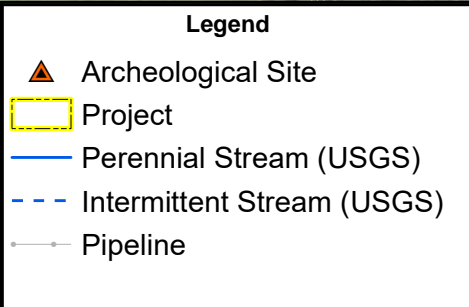 Legend
Archeological Site
Project
Perennial Stream (USGS)
Intermittent Stream (USGS)
Pipeline